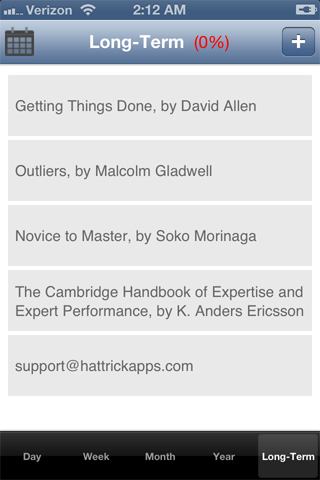 Verizon 2:12 AM
Long-Term (0%) +
Getting Things Done, by David Allen
Outliers, by Malcolm Gladwell
Novice to Master, by Soko Morinaga
The Cambridge Handbook of Expertise and
Expert Performance, by K. Anders Ericsson
support@hattrickapps.com
Day Week Month Year Long-Term